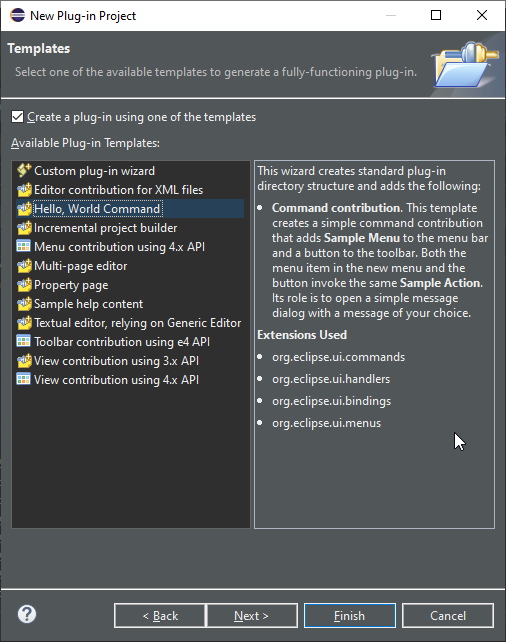 New Plug-in Project
Templates
Select one of the available templates to generate a fully-functioning plug-in.
Create a plug-in using one of the templates
Available Plug-in Templates:
Custom plug-in wizard
Editor contribution for XML files
Hello, World Command
Incremental project builder
Menu contribution using 4.x API
Multi-page editor
Property page
Sample help content
Textual editor, relying on Generic Editor
Toolbar contribution using e4 API
View contribution using 3.x API
View contribution using 4.x API
This wizard creates standard plug-in
directory structure and adds the following:
• Command contribution. This template
creates a simple command contribution
that adds Sample Menu to the menu bar
and a button to the toolbar. Both the
menu item in the new menu and the
button invoke the same Sample Action.
Its role is to open a simple message
dialog with a message of your choice.
Extensions Used
• org.eclipse.ui.commands
• org.eclipse.ui.handlers
• org.eclipse.ui.bindings
• org.eclipse.ui.menus
?
< Back
Next >
Finish
Cancel